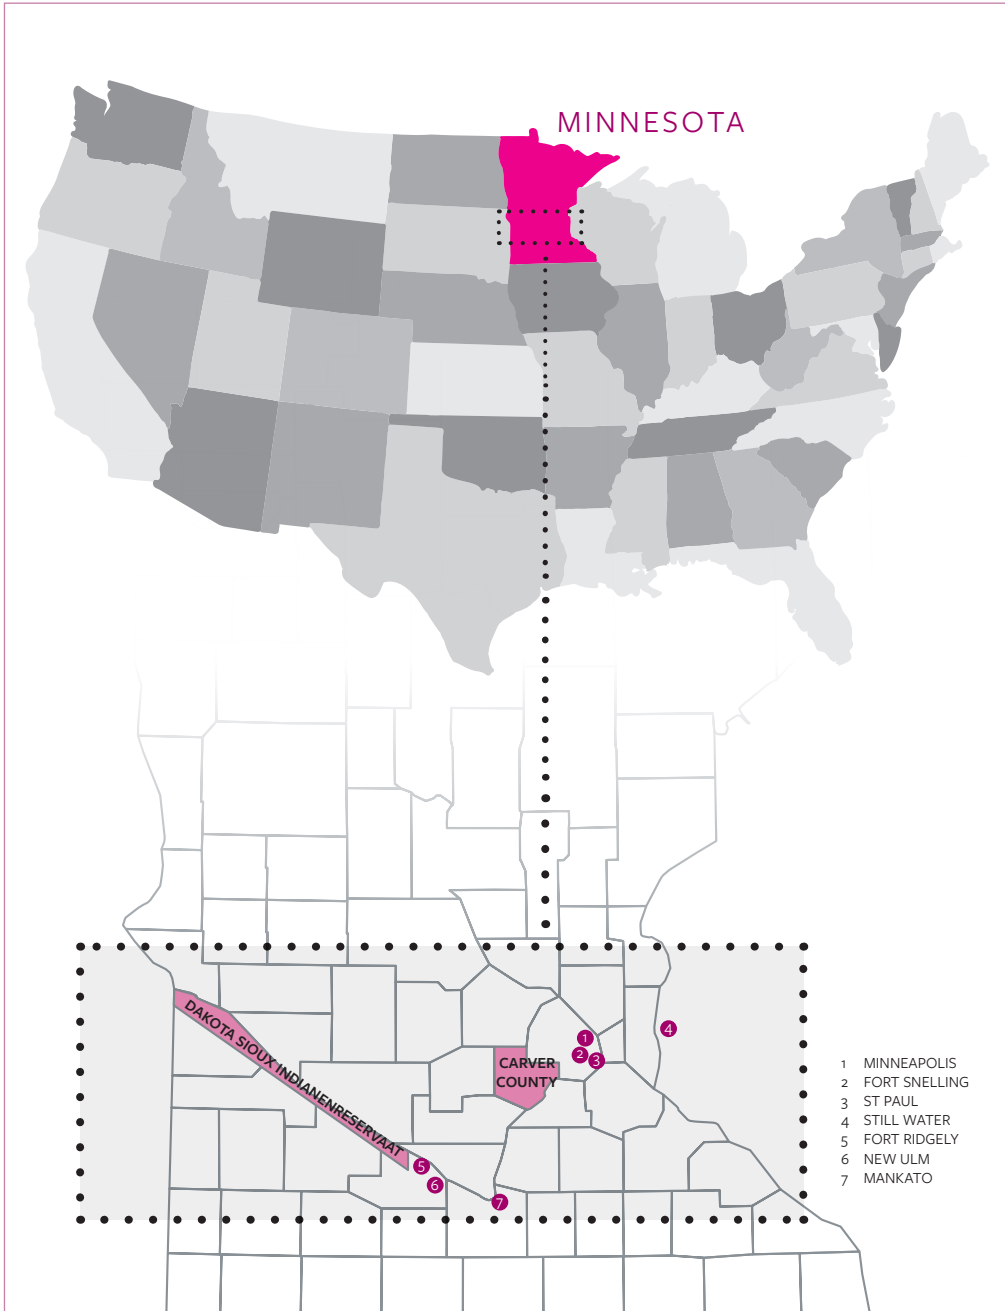 MINNESOTA
DAKOTA SIOUX INDIANENRESERVAAT
CARVER
COUNTY
1
2
3
4
5
6
7
1 MINNEAPOLIS
2 FORT SNELLING
3 ST PAUL
4 STILL WATER
5 FORT RIDGELY
6 NEW ULM
7 MANKATO